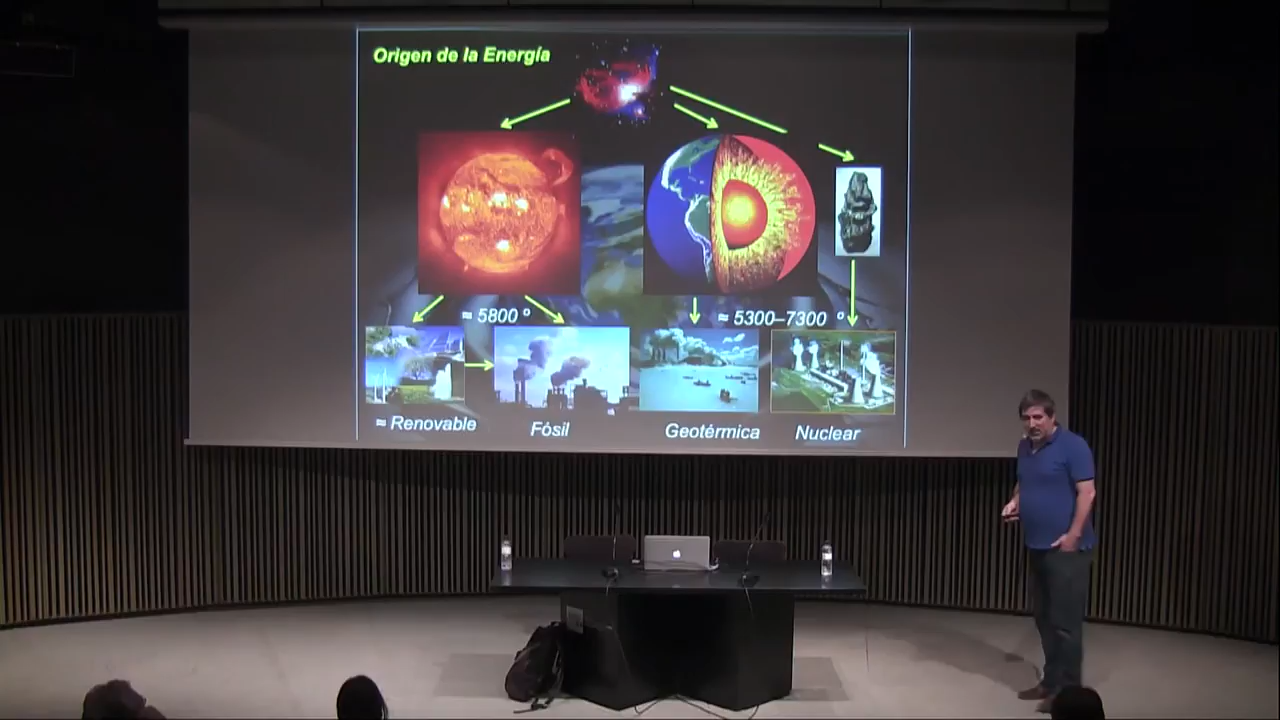 Origen de la Energía
≈ 5800 º
≈ 5300–7300 º
≈ Renovable
Fósil
Geotérmica
Nuclear